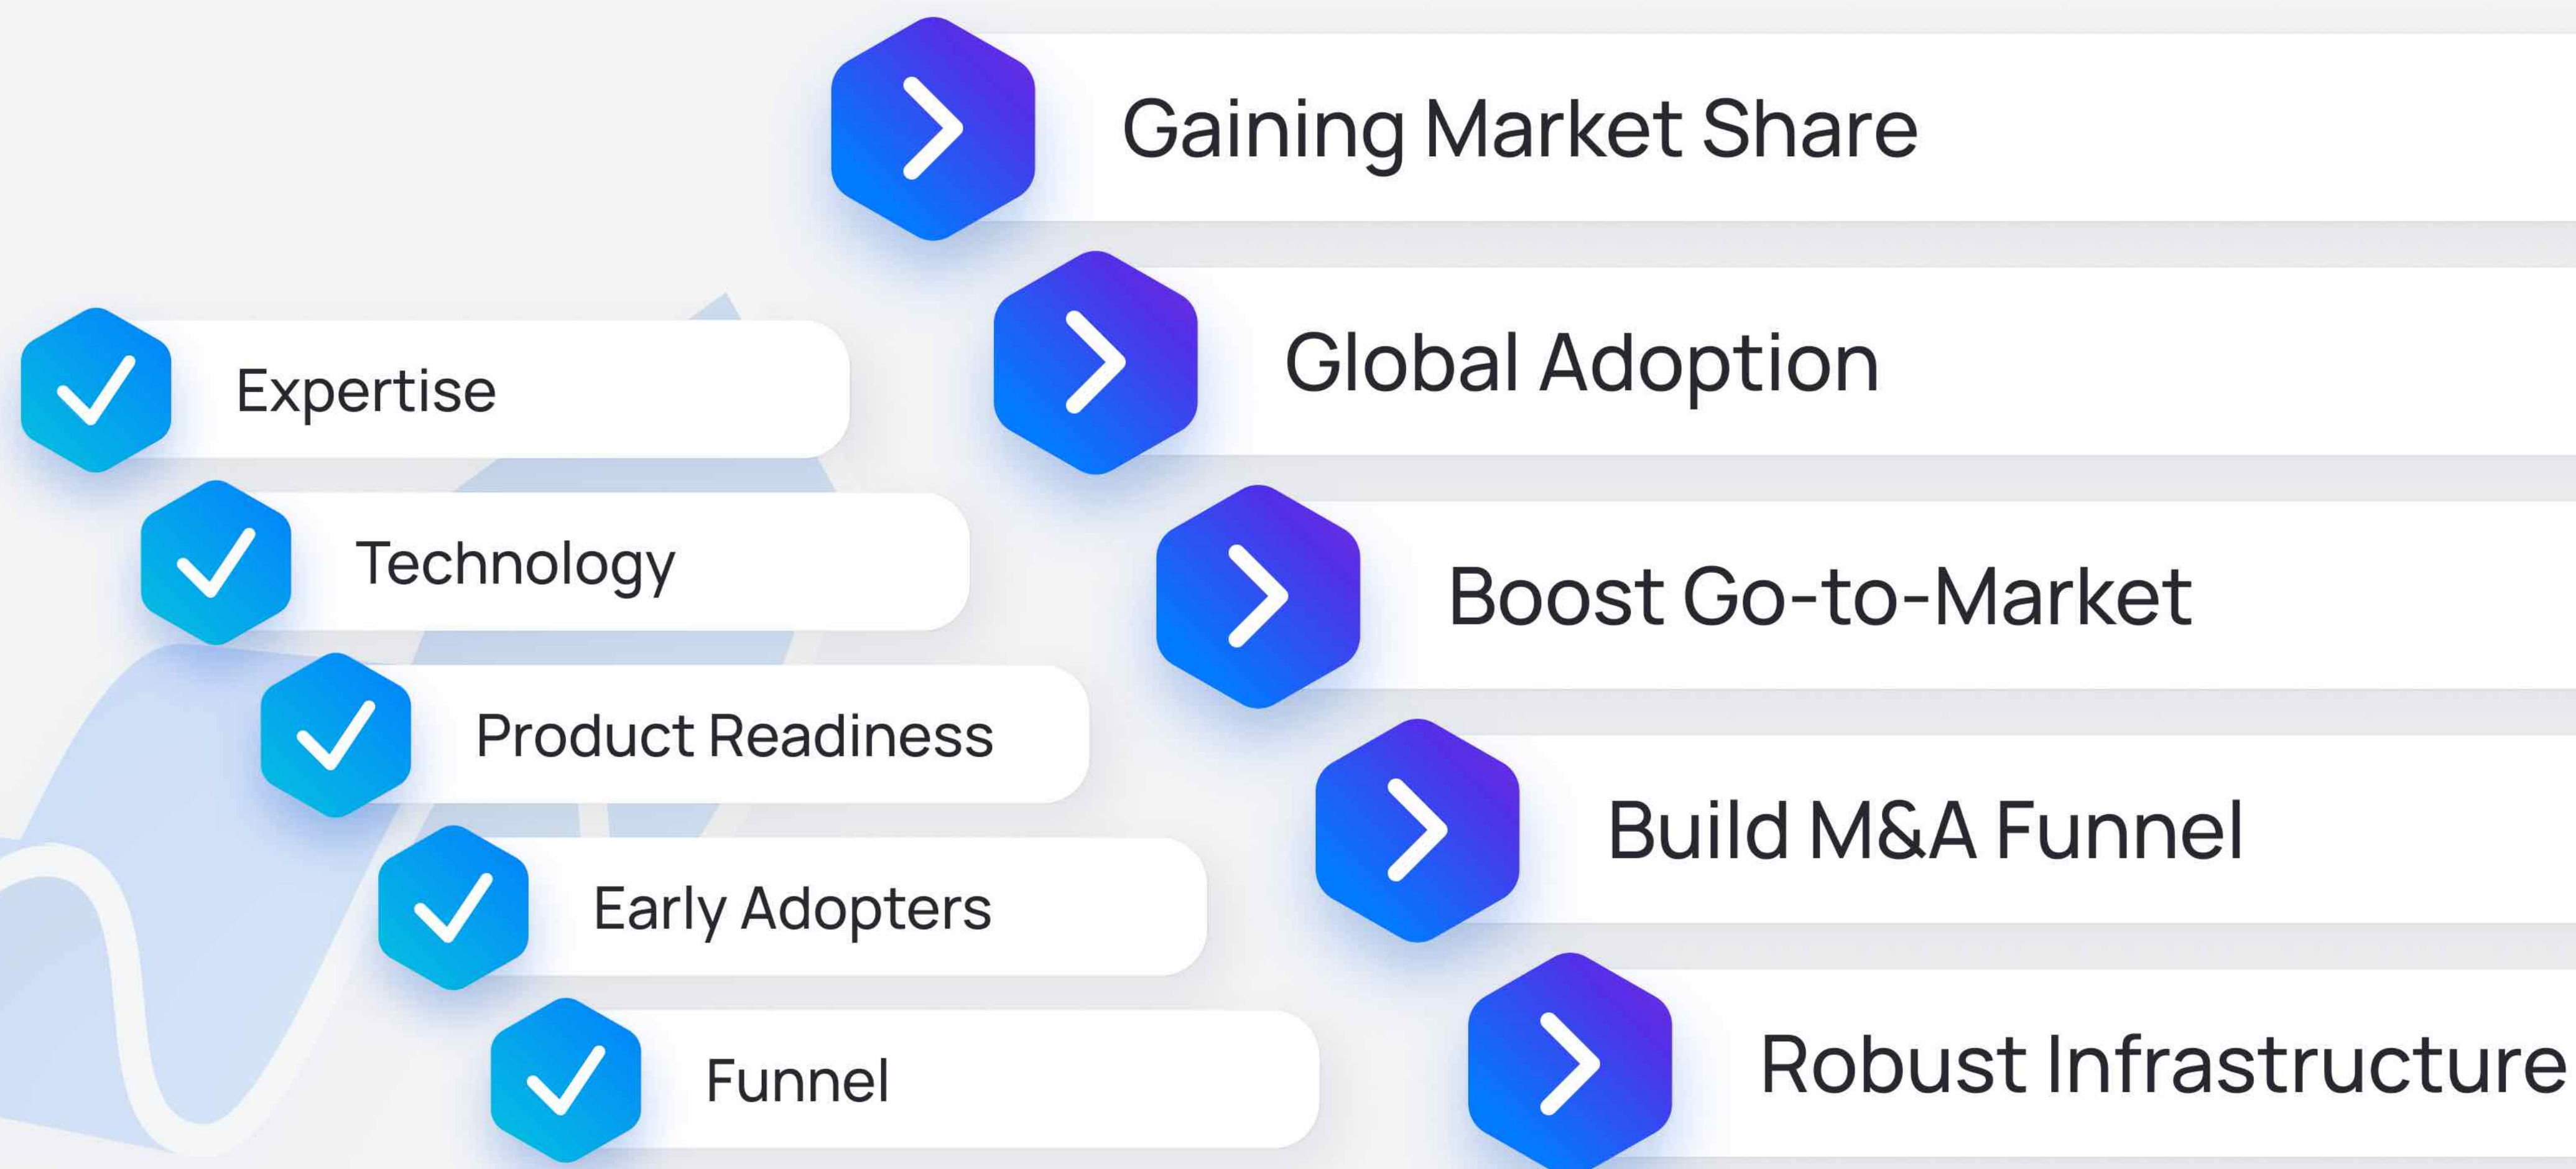 Expertise
Technology
Product Readiness
Early Adopters
Funnel
Gaining Market Share
Global Adoption
Boost Go-to-Market
Build M&A Funnel
Robust Infrastructure